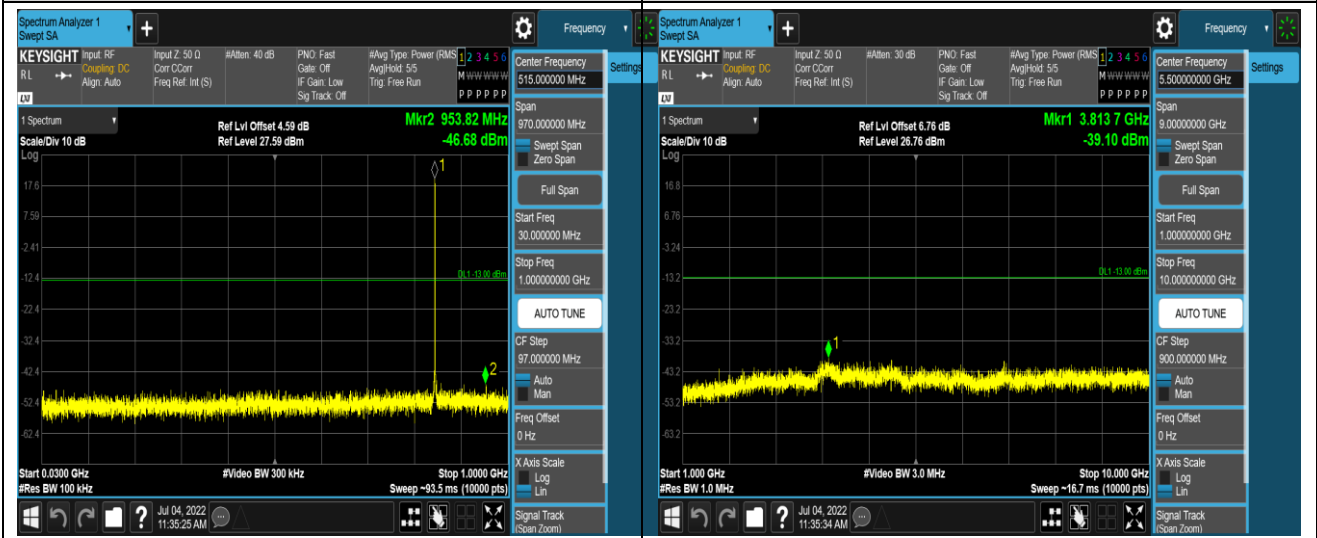 Spectrum Analyzer 1
Swept SA
+
Frequency
KEYSIGHT
RL
Input: RF
Coupling: DC
Align: Auto
Input Z: 50 Ω
Corr CCorr
Freq Ref: Int (S)
#Atten: 40 dB
PNO: Fast
Gate: Off
IF Gain: Low
Sig Track: Off
#Avg Type: Power (RMS
Avg|Hold: 5/5
Trig: Free Run
1 2 3 4 5 6
M W W W W W
P P P P P P
Center Frequency
515.000000 MHz
Settings
1 Spectrum
Scale/Div 10 dB
Log
Ref Lvl Offset 4.59 dB
Ref Level 27.59 dBm
Mkr2 953.82 MHz
-46.68 dBm
Span
970.000000 MHz
Swept Span
Zero Span
Full Span
Start Freq
30.000000 MHz
Stop Freq
1.000000000 GHz
AUTO TUNE
CF Step
97.000000 MHz
Auto
Man
Freq Offset
0 Hz
X Axis Scale
Log
Lin
Signal Track
(Span Zoom)
1
17.6
7.59
-2.41
-12.4
DL1 -13.00 dBm
-22.4
-32.4
-42.4
2
-52.4
-62.4
Start 0.0300 GHz
#Video BW 300 kHz
Stop 1.0000 GHz
#Res BW 100 kHz
Sweep ~93.5 ms (10000 pts)
?
Jul 04, 2022
11:35:25 AM
Spectrum Analyzer 1
Swept SA
+
Frequency
KEYSIGHT
RL
Input: RF
Coupling: DC
Align: Auto
Input Z: 50 Ω
Corr CCorr
Freq Ref: Int (S)
#Atten: 30 dB
PNO: Fast
Gate: Off
IF Gain: Low
Sig Track: Off
#Avg Type: Power (RMS
Avg|Hold: 5/5
Trig: Free Run
1 2 3 4 5 6
M W W W W W
P P P P P P
Center Frequency
5.500000000 GHz
Settings
1 Spectrum
Scale/Div 10 dB
Log
Ref Lvl Offset 6.76 dB
Ref Level 26.76 dBm
Mkr1 3.813 7 GHz
-39.10 dBm
Span
9.00000000 GHz
Swept Span
Zero Span
Full Span
Start Freq
1.000000000 GHz
Stop Freq
10.000000000 GHz
AUTO TUNE
CF Step
900.000000 MHz
Auto
Man
Freq Offset
0 Hz
X Axis Scale
Log
Lin
Signal Track
(Span Zoom)
16.8
6.76
-3.24
-13.2
DL1 -13.00 dBm
-23.2
-33.2
1
-43.2
-53.2
-63.2
Start 1.000 GHz
#Video BW 3.0 MHz
Stop 10.000 GHz
#Res BW 1.0 MHz
Sweep ~16.7 ms (10000 pts)
?
Jul 04, 2022
11:35:34 AM